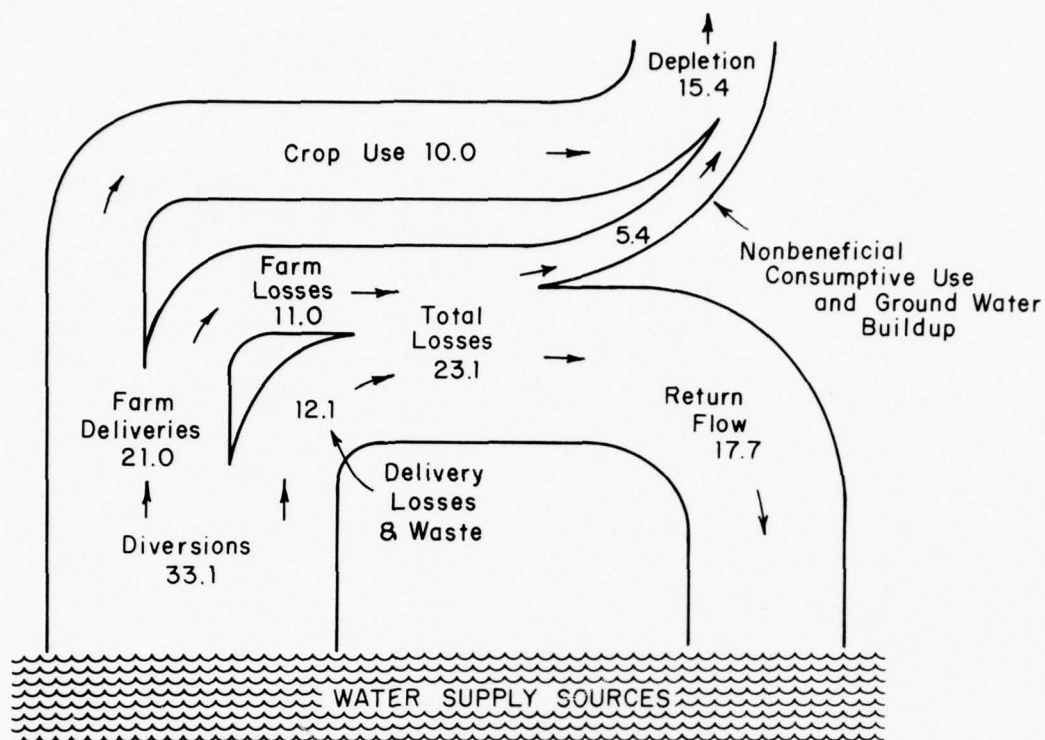 Depletion
15.4
Crop Use 10.0
5.4
Nonbeneficial
Consumptive Use
and Ground Water
Buildup
Farm
Losses
11.0
Total
Losses
23.1
Farm
Deliveries
21.0
12.1
Return
Flow
17.7
Delivery
Losses
& Waste
Diversions
33.1
WATER SUPPLY SOURCES